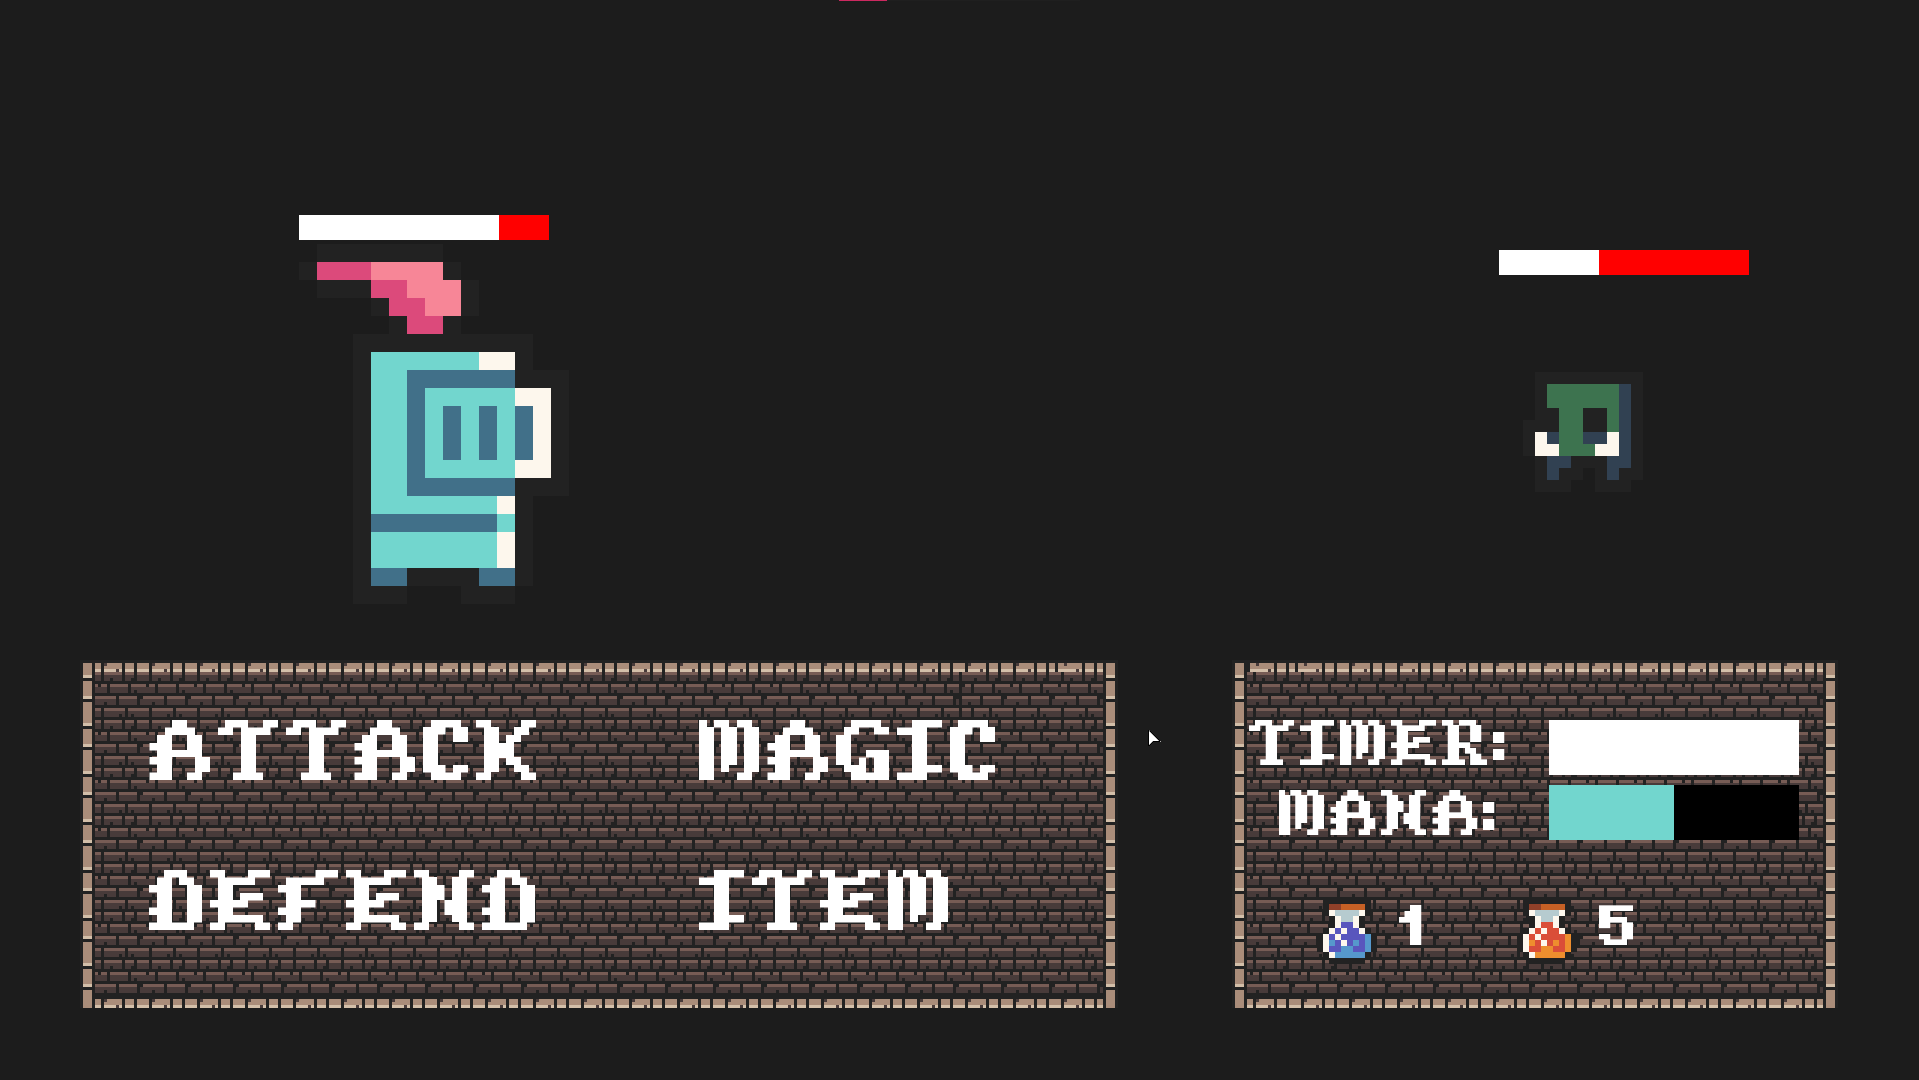 ATTACK MAGIC
DEFEND ITEM
TIMER:
MANA:
1 5